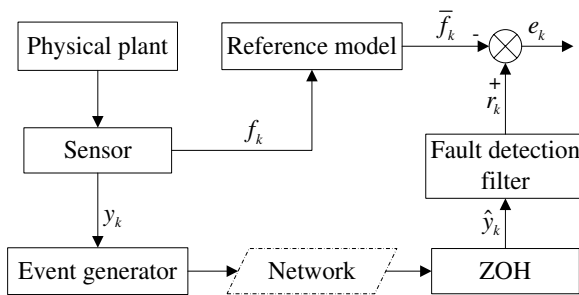 Physical plant
Reference model
f̄_k
-
e_k
+
r_k
f_k
Sensor
Fault detection
filter
y_k
ŷ_k
Event generator
Network
ZOH